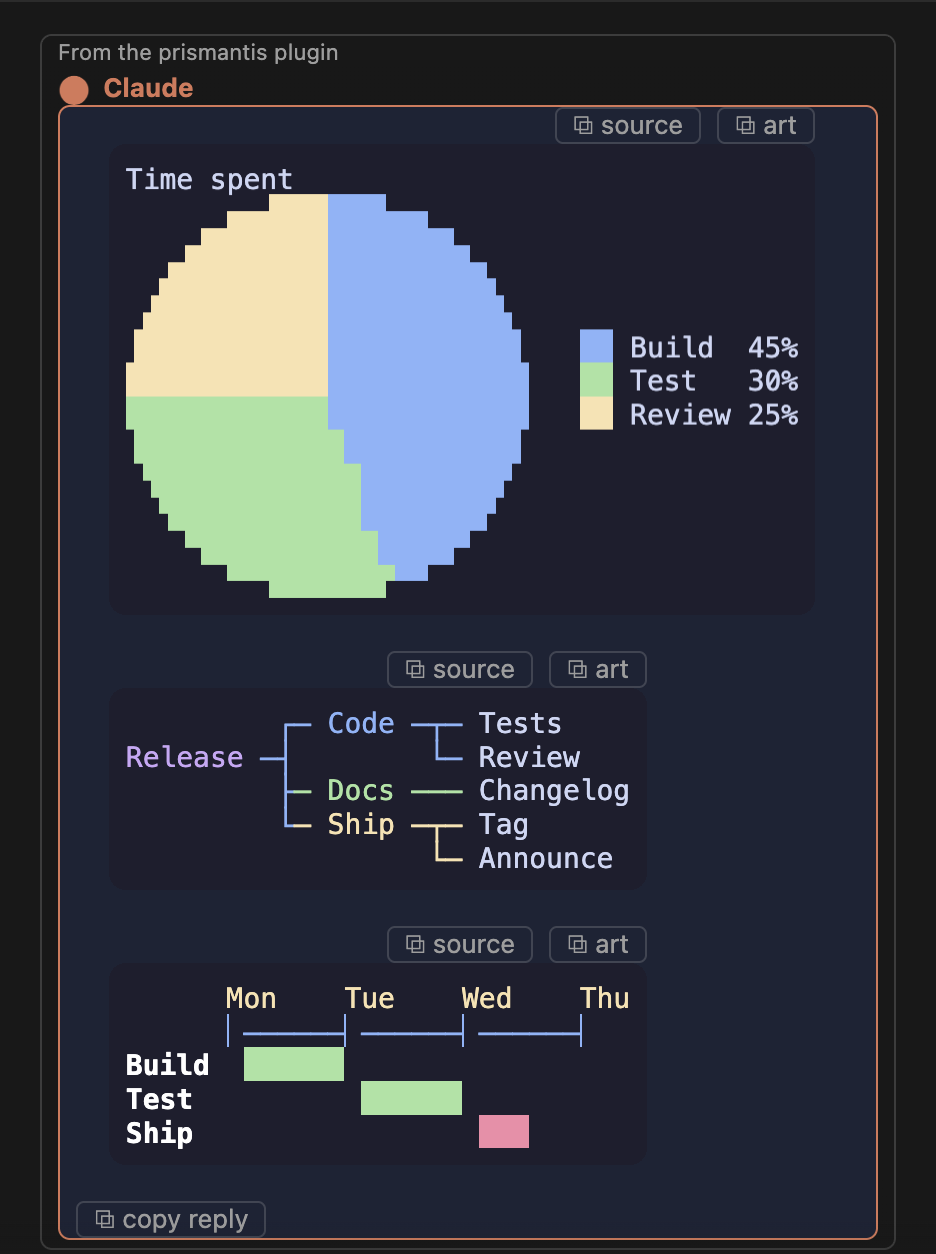 From the prismantis plugin
Claude
source art
Time spent
Build 45%
Test 30%
Review 25%
source art
Code Tests
Release Review
Docs Changelog
Ship Tag
Announce
source art
Mon Tue Wed Thu
Build
Test
Ship
copy reply